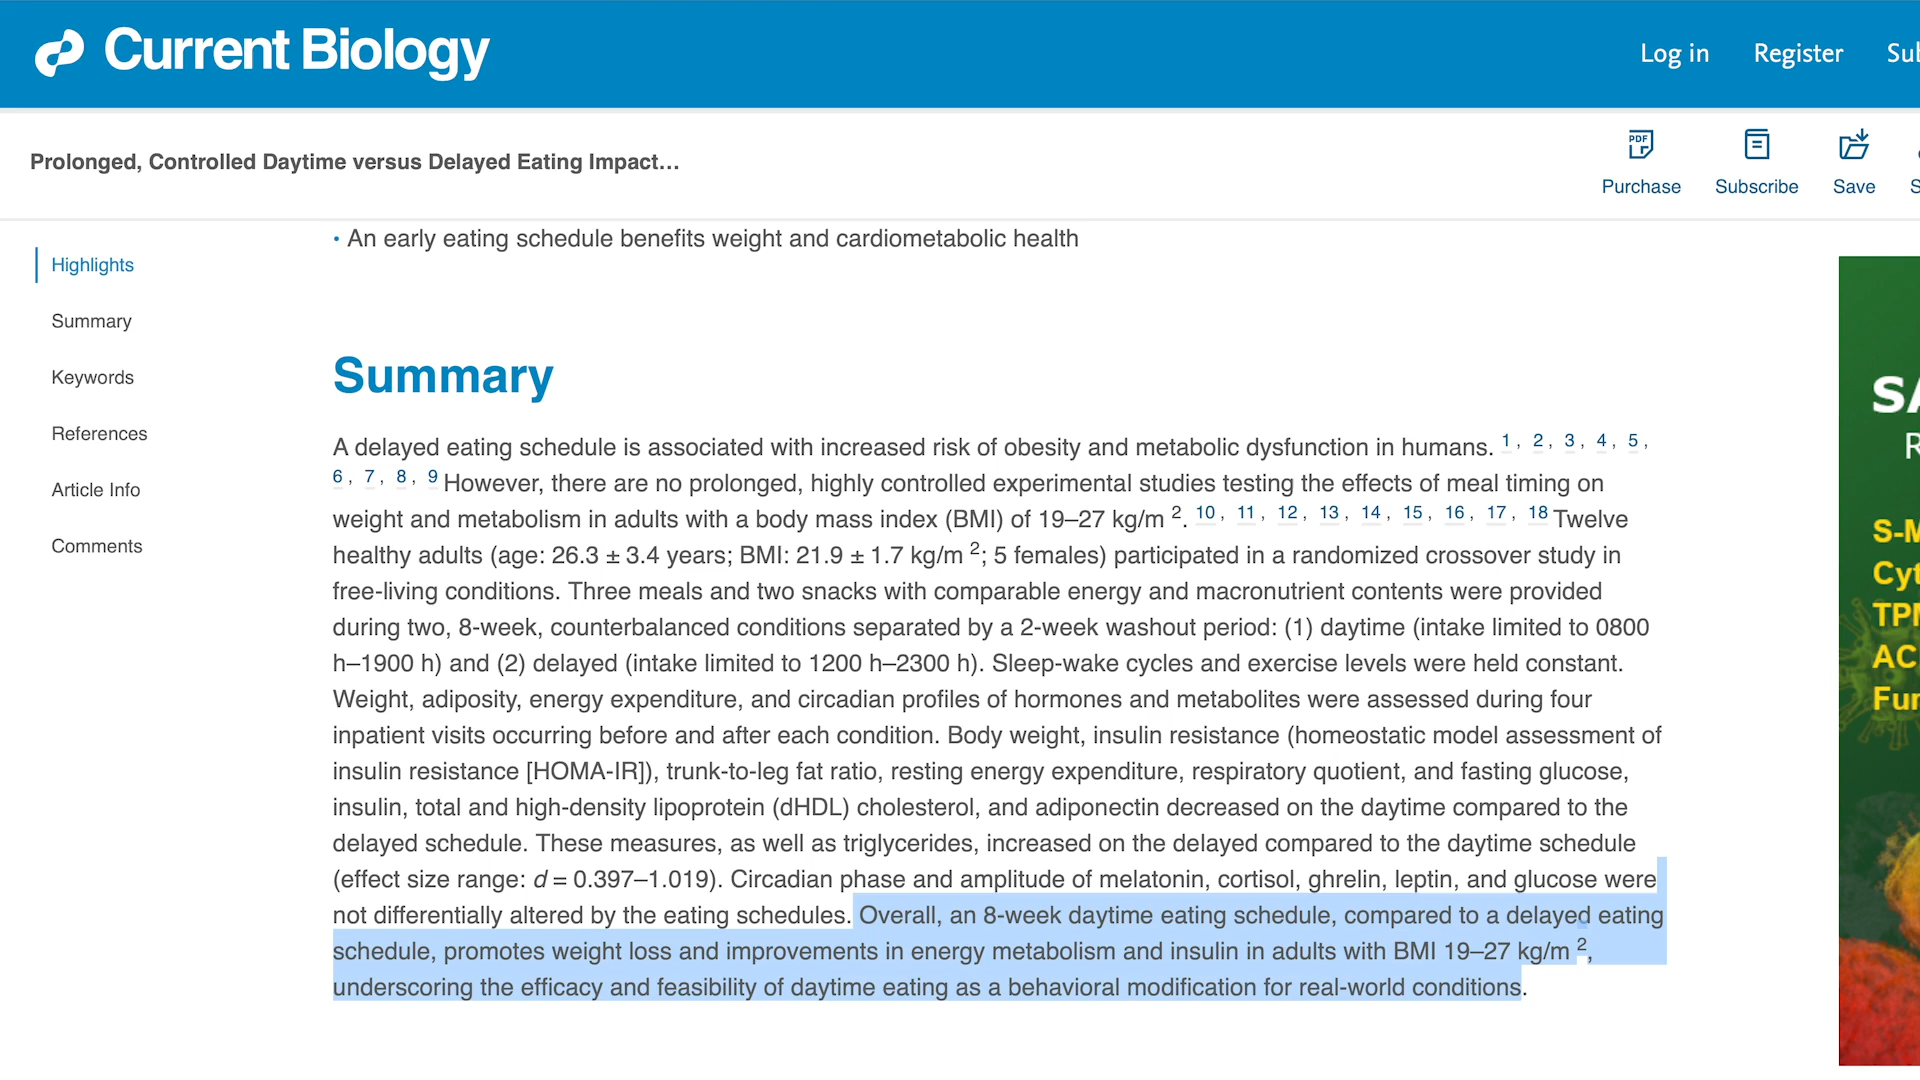 Current Biology
Log in Register
Prolonged, Controlled Daytime versus Delayed Eating Impact...
PDF
Purchase Subscribe Save
• An early eating schedule benefits weight and cardiometabolic health
Highlights
Summary
Keywords
References
Article Info
Comments
Summary
A delayed eating schedule is associated with increased risk of obesity and metabolic dysfunction in humans. 1, 2, 3, 4, 5,
6, 7, 8, 9 However, there are no prolonged, highly controlled experimental studies testing the effects of meal timing on
weight and metabolism in adults with a body mass index (BMI) of 19–27 kg/m 2. 10, 11, 12, 13, 14, 15, 16, 17, 18 Twelve
healthy adults (age: 26.3 ± 3.4 years; BMI: 21.9 ± 1.7 kg/m 2; 5 females) participated in a randomized crossover study in
free-living conditions. Three meals and two snacks with comparable energy and macronutrient contents were provided
during two, 8-week, counterbalanced conditions separated by a 2-week washout period: (1) daytime (intake limited to 0800
h–1900 h) and (2) delayed (intake limited to 1200 h–2300 h). Sleep-wake cycles and exercise levels were held constant.
Weight, adiposity, energy expenditure, and circadian profiles of hormones and metabolites were assessed during four
inpatient visits occurring before and after each condition. Body weight, insulin resistance (homeostatic model assessment of
insulin resistance [HOMA-IR]), trunk-to-leg fat ratio, resting energy expenditure, respiratory quotient, and fasting glucose,
insulin, total and high-density lipoprotein (dHDL) cholesterol, and adiponectin decreased on the daytime compared to the
delayed schedule. These measures, as well as triglycerides, increased on the delayed compared to the daytime schedule
(effect size range: d = 0.397–1.019). Circadian phase and amplitude of melatonin, cortisol, ghrelin, leptin, and glucose were
not differentially altered by the eating schedules. Overall, an 8-week daytime eating schedule, compared to a delayed eating
schedule, promotes weight loss and improvements in energy metabolism and insulin in adults with BMI 19–27 kg/m 2,
underscoring the efficacy and feasibility of daytime eating as a behavioral modification for real-world conditions.